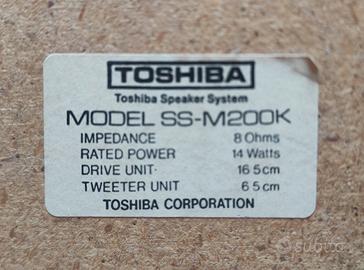 TOSHIBA
Toshiba Speaker System
MODEL SS-M200K
IMPEDANCE 8 Ohms
RATED POWER 14 Watts
DRIVE UNIT 16 5cm
TWEETER UNIT 6 5cm
TOSHIBA CORPORATION
subito